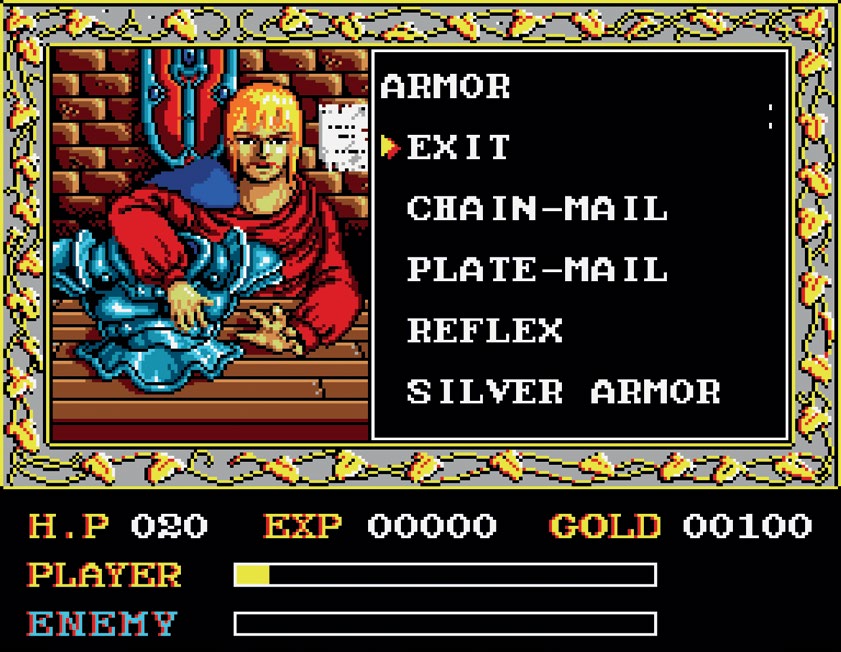 ARMOR
EXIT
CHAIN-MAIL
PLATE-MAIL
REFLEX
SILVER ARMOR
H.P 020 EXP 00000 GOLD 00100
PLAYER
ENEMY